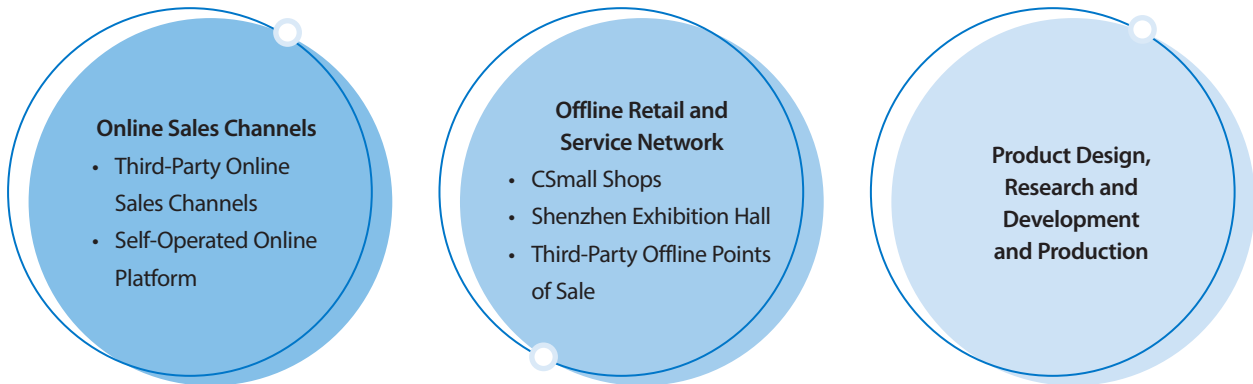 Online Sales Channels
• Third-Party Online
Sales Channels
• Self-Operated Online
Platform
Offline Retail and
Service Network
• CSmall Shops
• Shenzhen Exhibition Hall
• Third-Party Offline Points
of Sale
Product Design,
Research and
Development
and Production